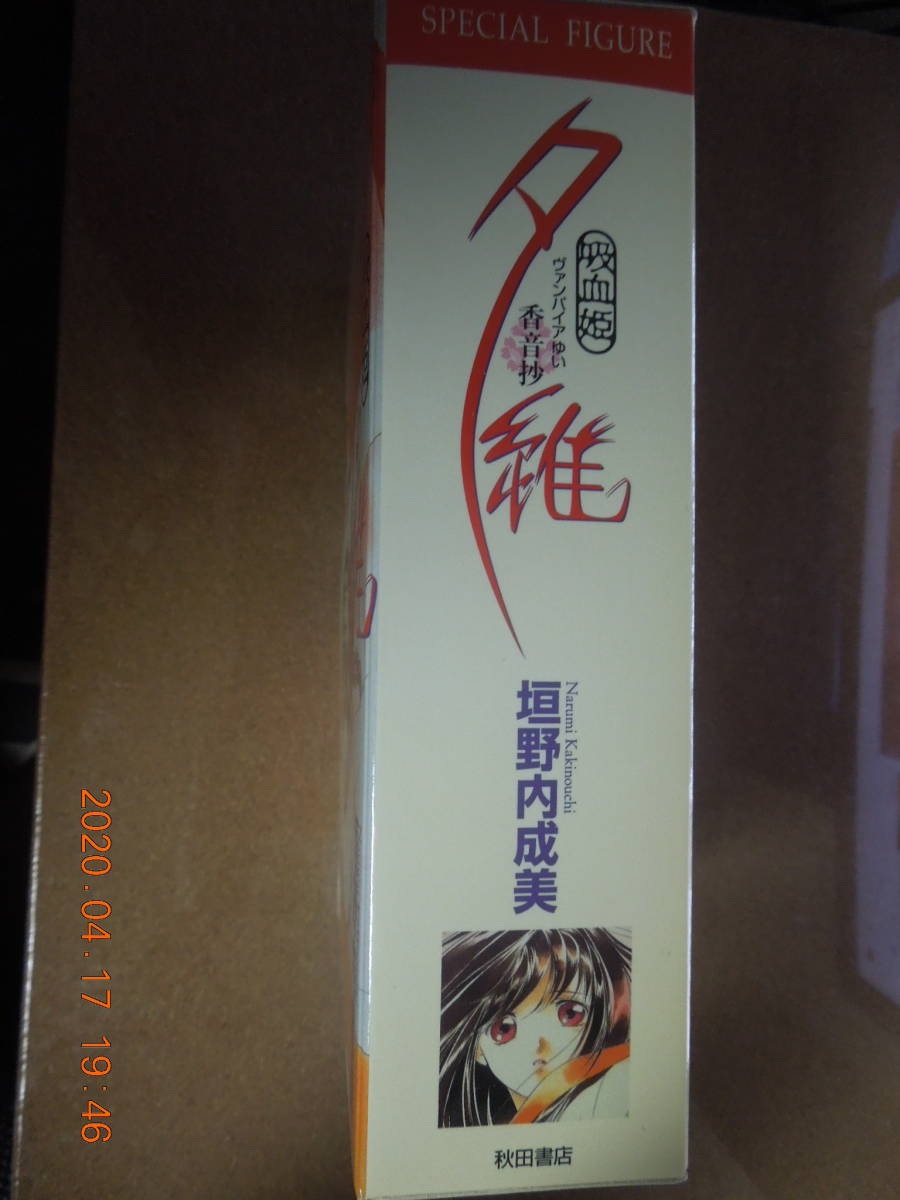 SPECIAL FIGURE
吸血姫
ヴァンパイアゆい
夕維
香音抄
Narumi Kakinouchi
垣野内成美
秋田書店
2020.04.17 19:46